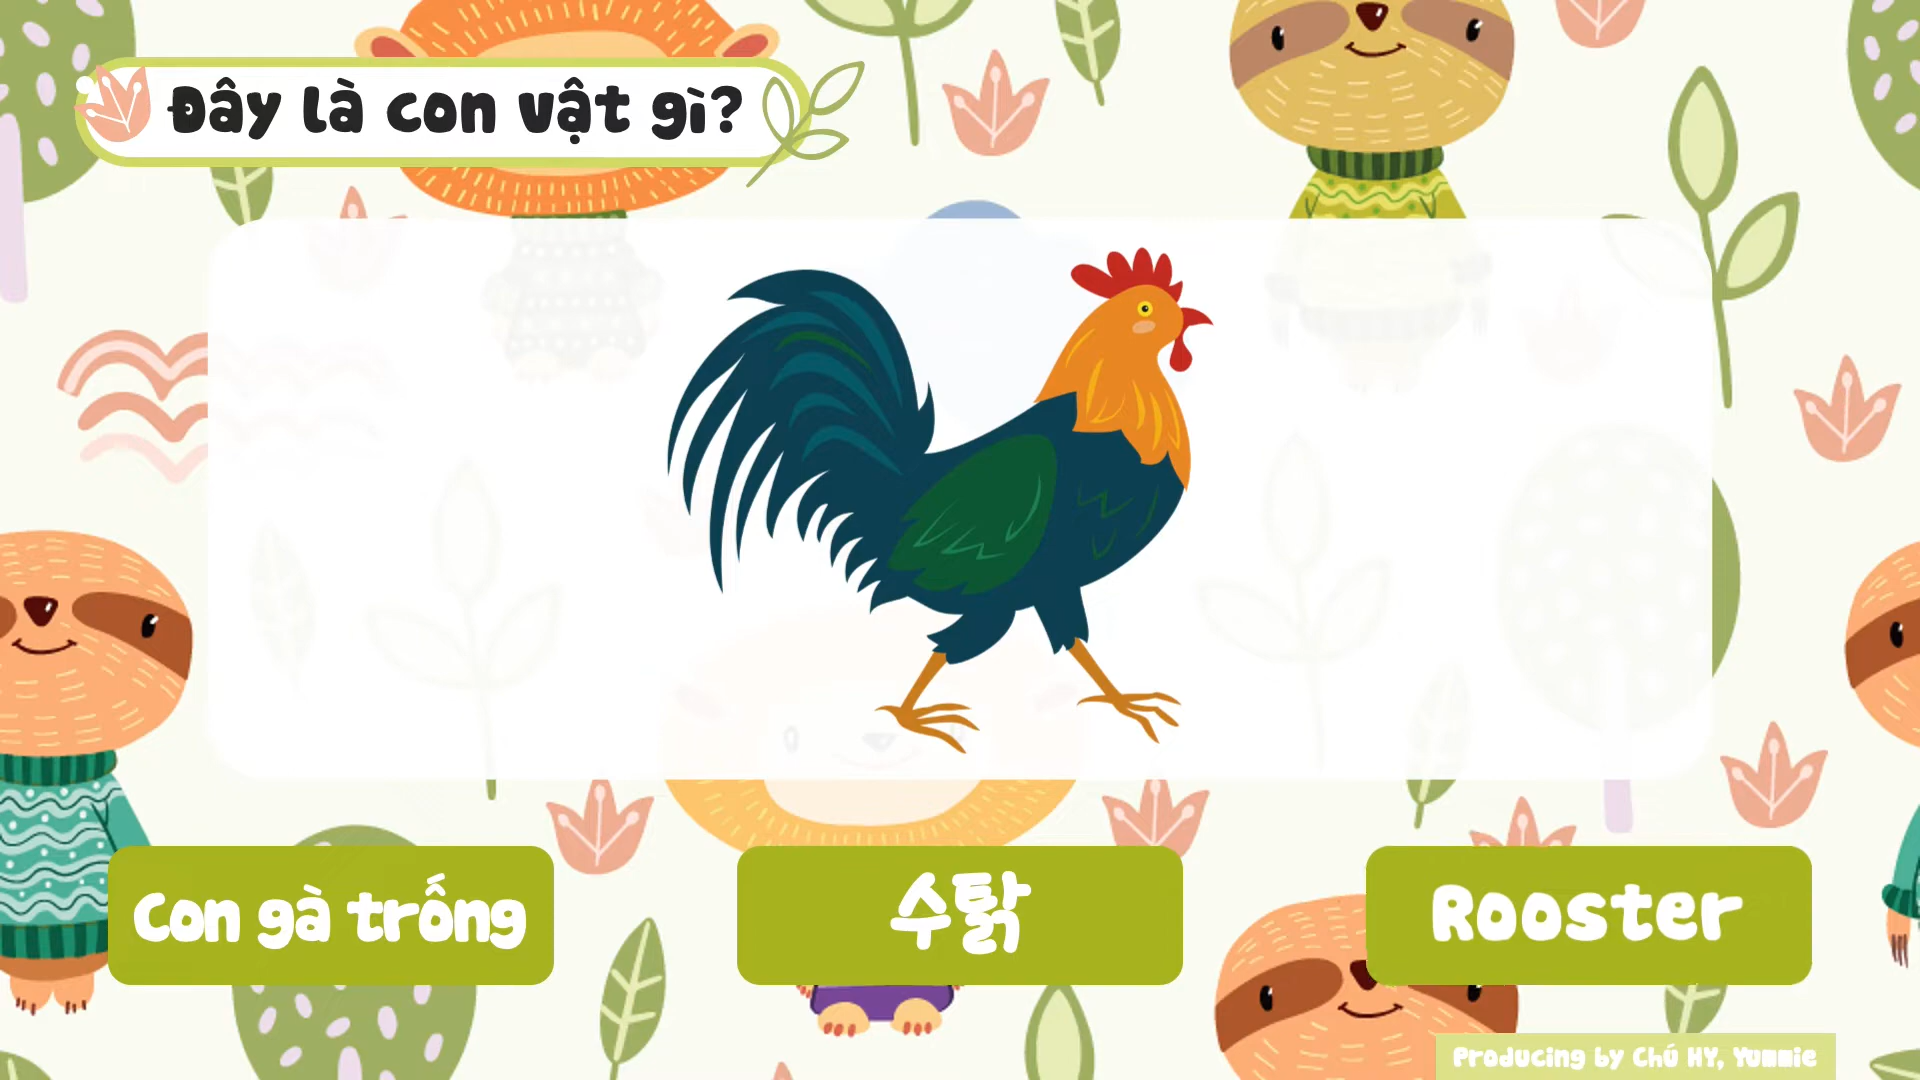 Đây là con vật gì?
Con gà trống
수탉
Rooster
Producing by Chú HY, Yummie